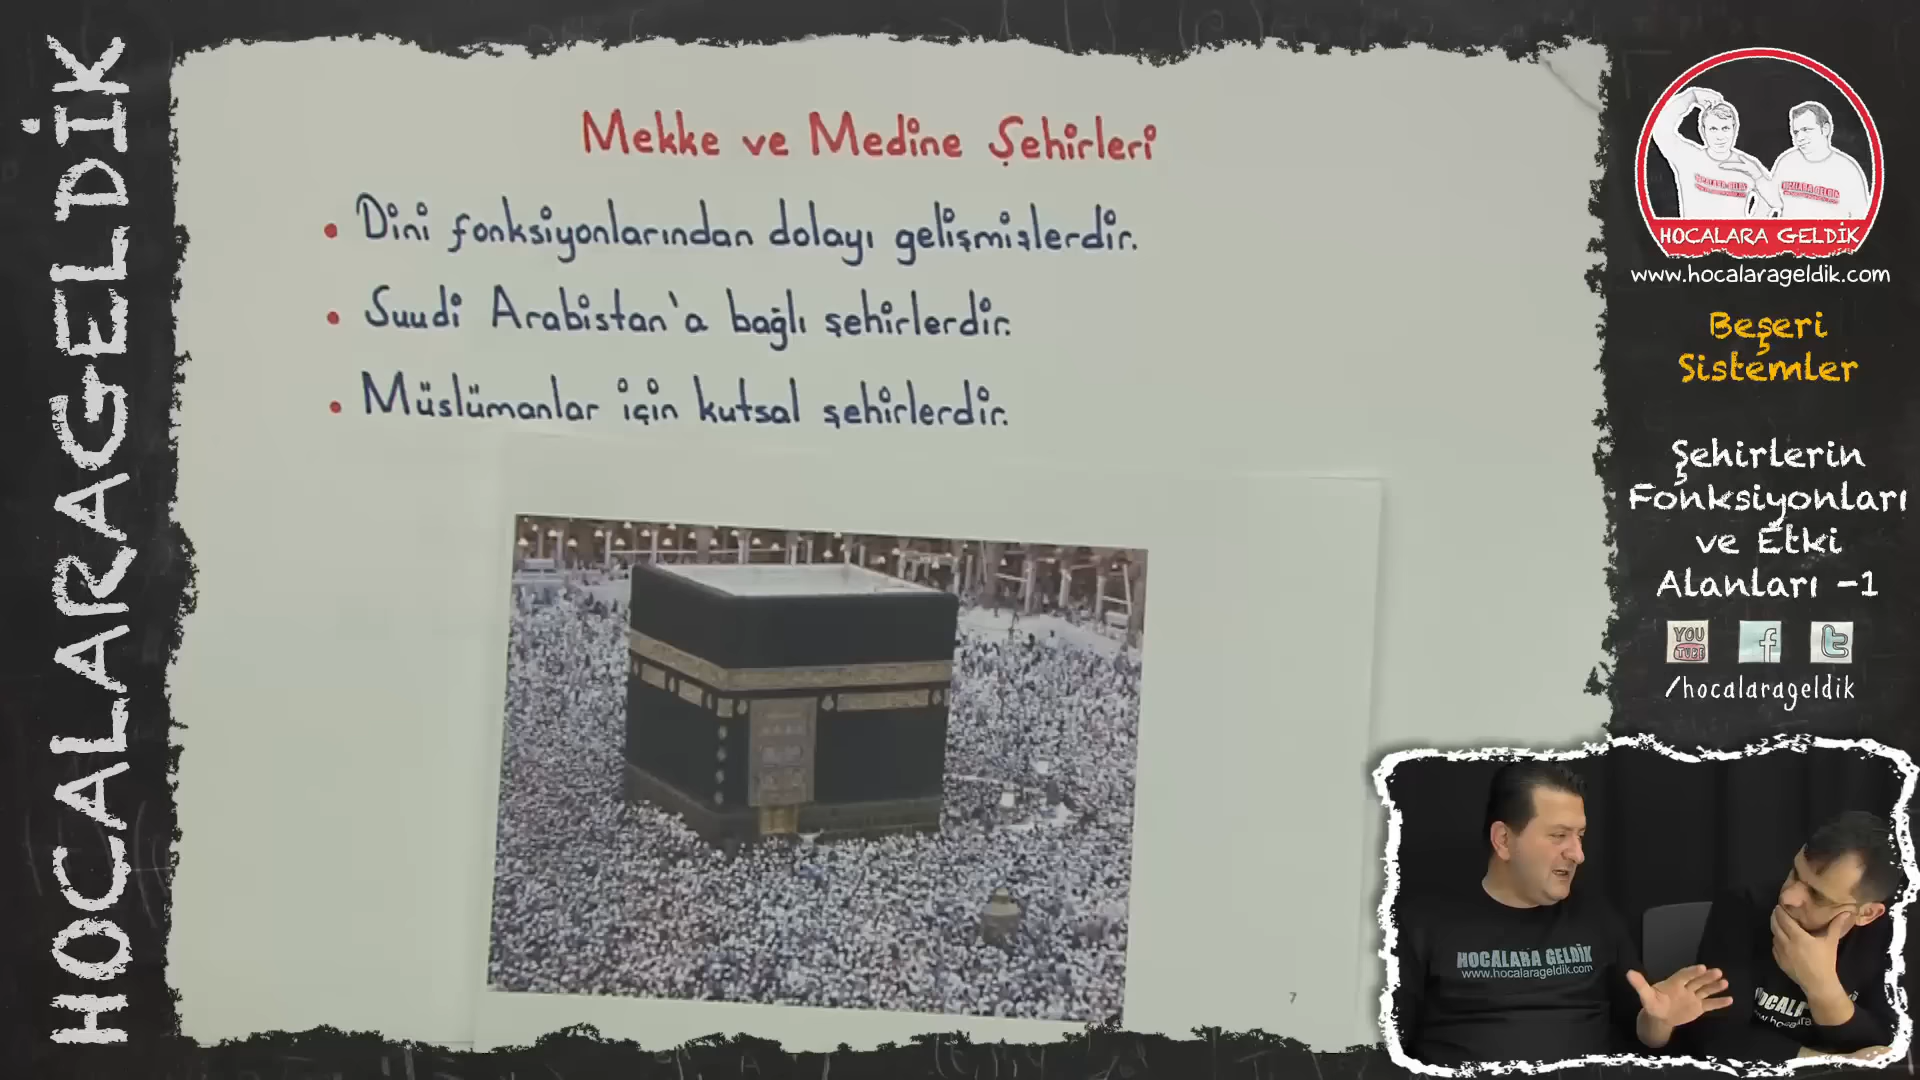 HOCALARAGELDİK
Mekke ve Medine Şehirleri
• Dini fonksiyonlarından dolayı gelişmişlerdir.
• Suudi Arabistan'a bağlı şehirlerdir.
• Müslümanlar için kutsal şehirlerdir.
7
HOCALARA GELDİK
www.hocalarageldik.com
Beşeri
Sistemler
Şehirlerin
Fonksiyonları
ve Etki
Alanları -1
YOU
TUBE
f
t
/hocalarageldik
HOCALARA GELDİK
www.hocalarageldik.com